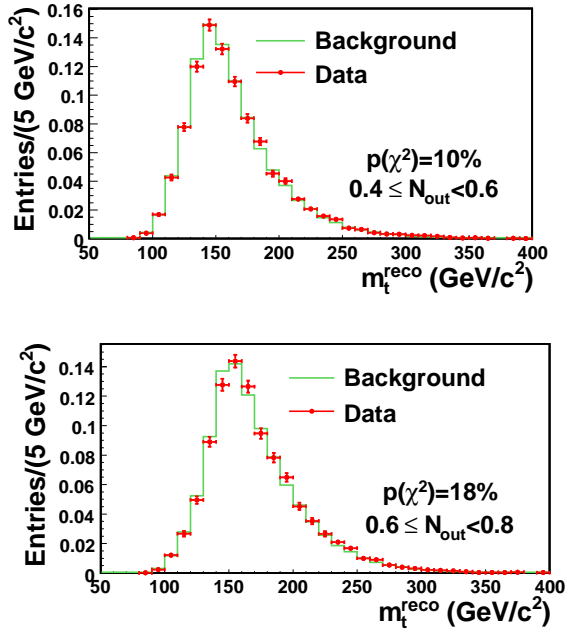 Entries/(5 GeV/c²)
0.16
0.14
0.12
0.1
0.08
0.06
0.04
0.02
0
Background
Data
p(χ²)=10%
0.4 ≤ N_out<0.6
50 100 150 200 250 300 350 400
m_t^reco (GeV/c²)
Entries/(5 GeV/c²)
0.14
0.12
0.1
0.08
0.06
0.04
0.02
0
Background
Data
p(χ²)=18%
0.6 ≤ N_out<0.8
50 100 150 200 250 300 350 400
m_t^reco (GeV/c²)